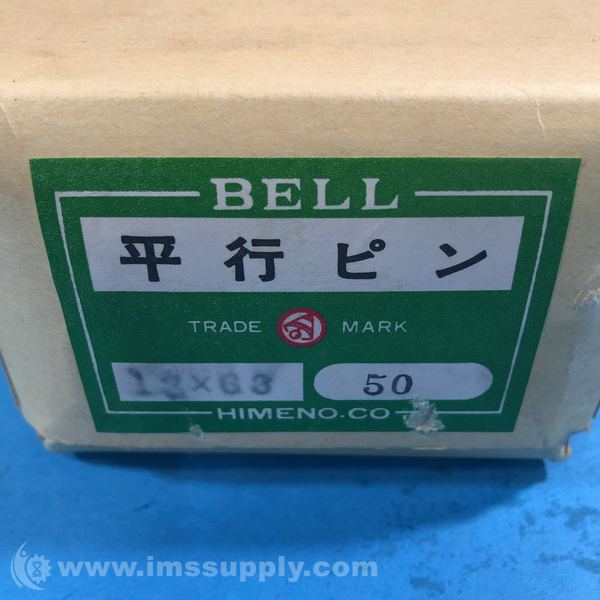 BELL
平行ピン
TRADE MARK
50
HIMENO.CO
www.imssupply.com